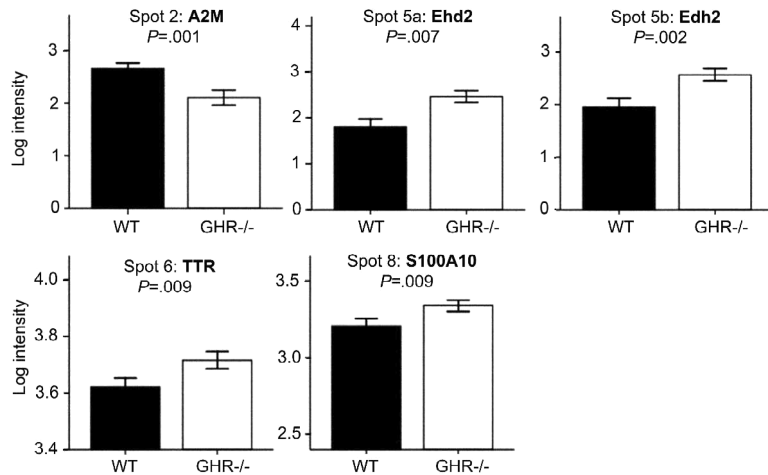 Spot 2: A2M
P=.001
Log intensity
3
2
1
0
WT
GHR-/-
Spot 5a: Ehd2
P=.007
4
3
2
1
0
WT
GHR-/-
Spot 5b: Edh2
P=.002
3
2
1
0
WT
GHR-/-
Spot 6: TTR
P=.009
Log intensity
4.0
3.8
3.6
3.4
WT
GHR-/-
Spot 8: S100A10
P=.009
3.5
3.0
2.5
WT
GHR-/-